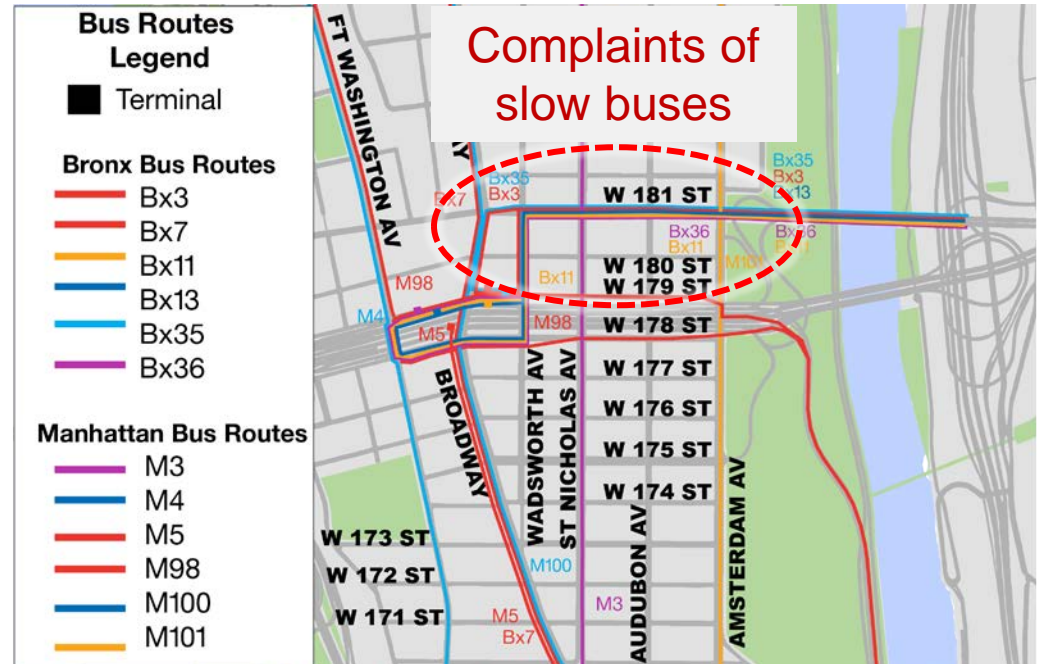 Bus Routes
Legend
Terminal
Bronx Bus Routes
Bx3
Bx7
Bx11
Bx13
Bx35
Bx36
Manhattan Bus Routes
M3
M4
M5
M98
M100
M101
Complaints of
slow buses
FT WASHINGTON AV
AY
Bx35
Bx3
Bx7
W 181 ST
Bx35
Bx3
Bx13
Bx36
Bx11
Bx36
M98
Bx11
W 180 ST
W 179 ST
M4
M5
M98
W 178 ST
W 177 ST
W 176 ST
W 175 ST
W 174 ST
BROADWAY
WADSWORTH AV
ST NICHOLAS AV
AUDUBON AV
AMSTERDAM AV
W 173 ST
W 172 ST
W 171 ST
M100
M3
M5
Bx7